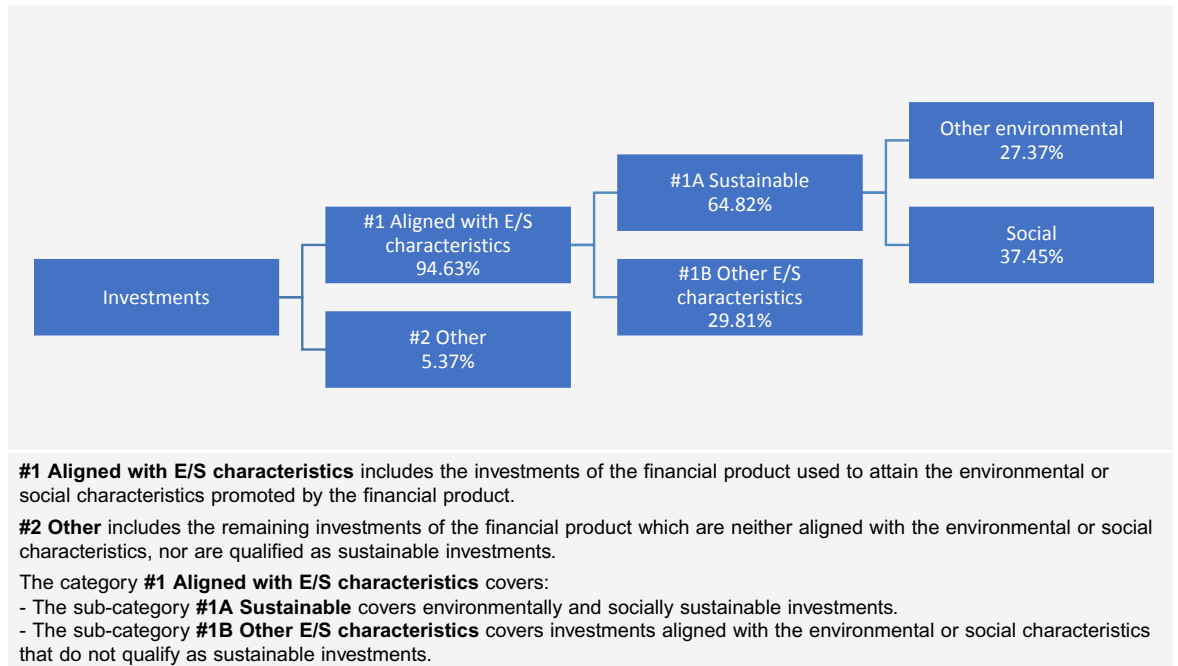 Investments
#1 Aligned with E/S
characteristics
94.63%
#2 Other
5.37%
#1A Sustainable
64.82%
#1B Other E/S
characteristics
29.81%
Other environmental
27.37%
Social
37.45%
#1 Aligned with E/S characteristics includes the investments of the financial product used to attain the environmental or
social characteristics promoted by the financial product.
#2 Other includes the remaining investments of the financial product which are neither aligned with the environmental or social
characteristics, nor are qualified as sustainable investments.
The category #1 Aligned with E/S characteristics covers:
- The sub-category #1A Sustainable covers environmentally and socially sustainable investments.
- The sub-category #1B Other E/S characteristics covers investments aligned with the environmental or social characteristics
that do not qualify as sustainable investments.